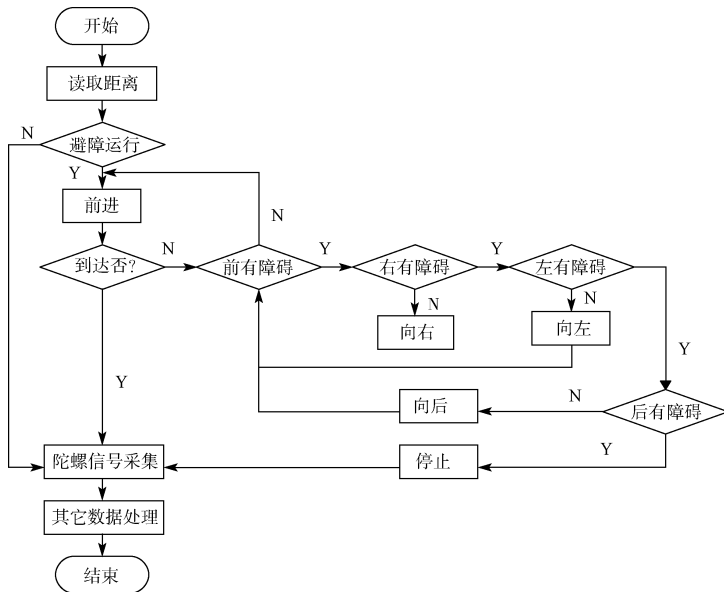 开始
读取距离
N
避障运行
Y
前进
N
到达否?
N
前有障碍
Y
右有障碍
Y
左有障碍
N
N
向右
向左
Y
Y
向后
N
后有障碍
陀螺信号采集
停止
Y
其它数据处理
结束